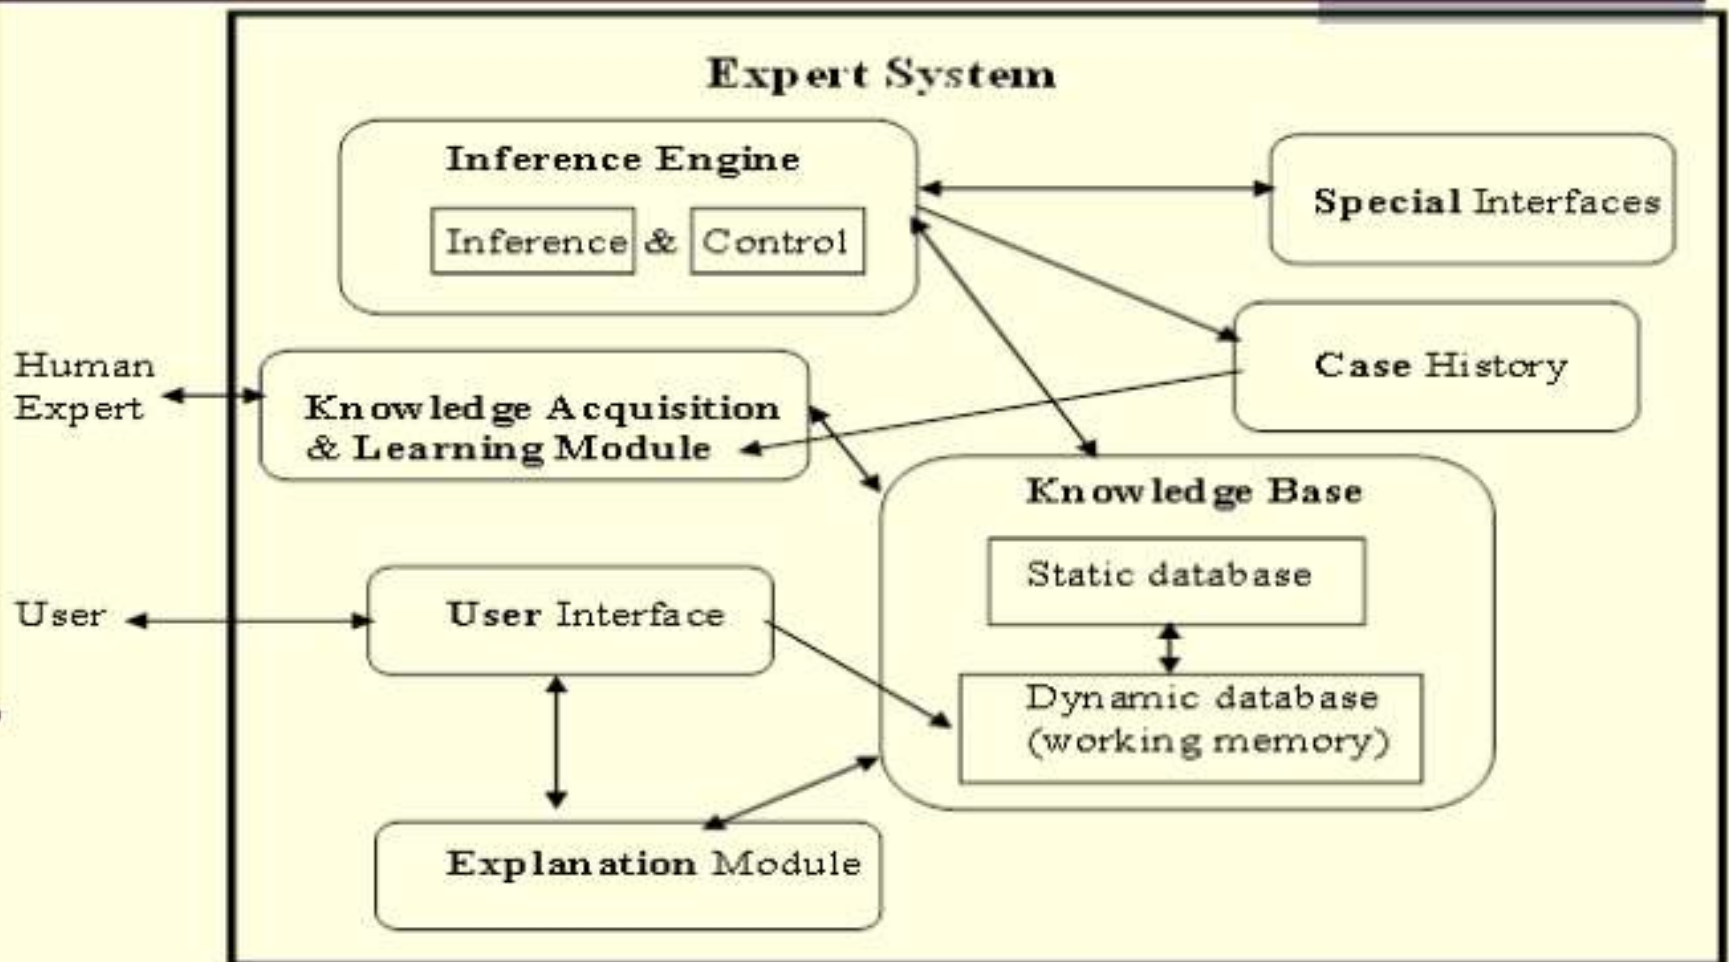 Expert System
Inference Engine
Inference & Control
Special Interfaces
Human
Expert
Knowledge Acquisition
& Learning Module
Case History
Knowledge Base
Static database
User
User Interface
Dynamic database
(working memory)
Explanation Module